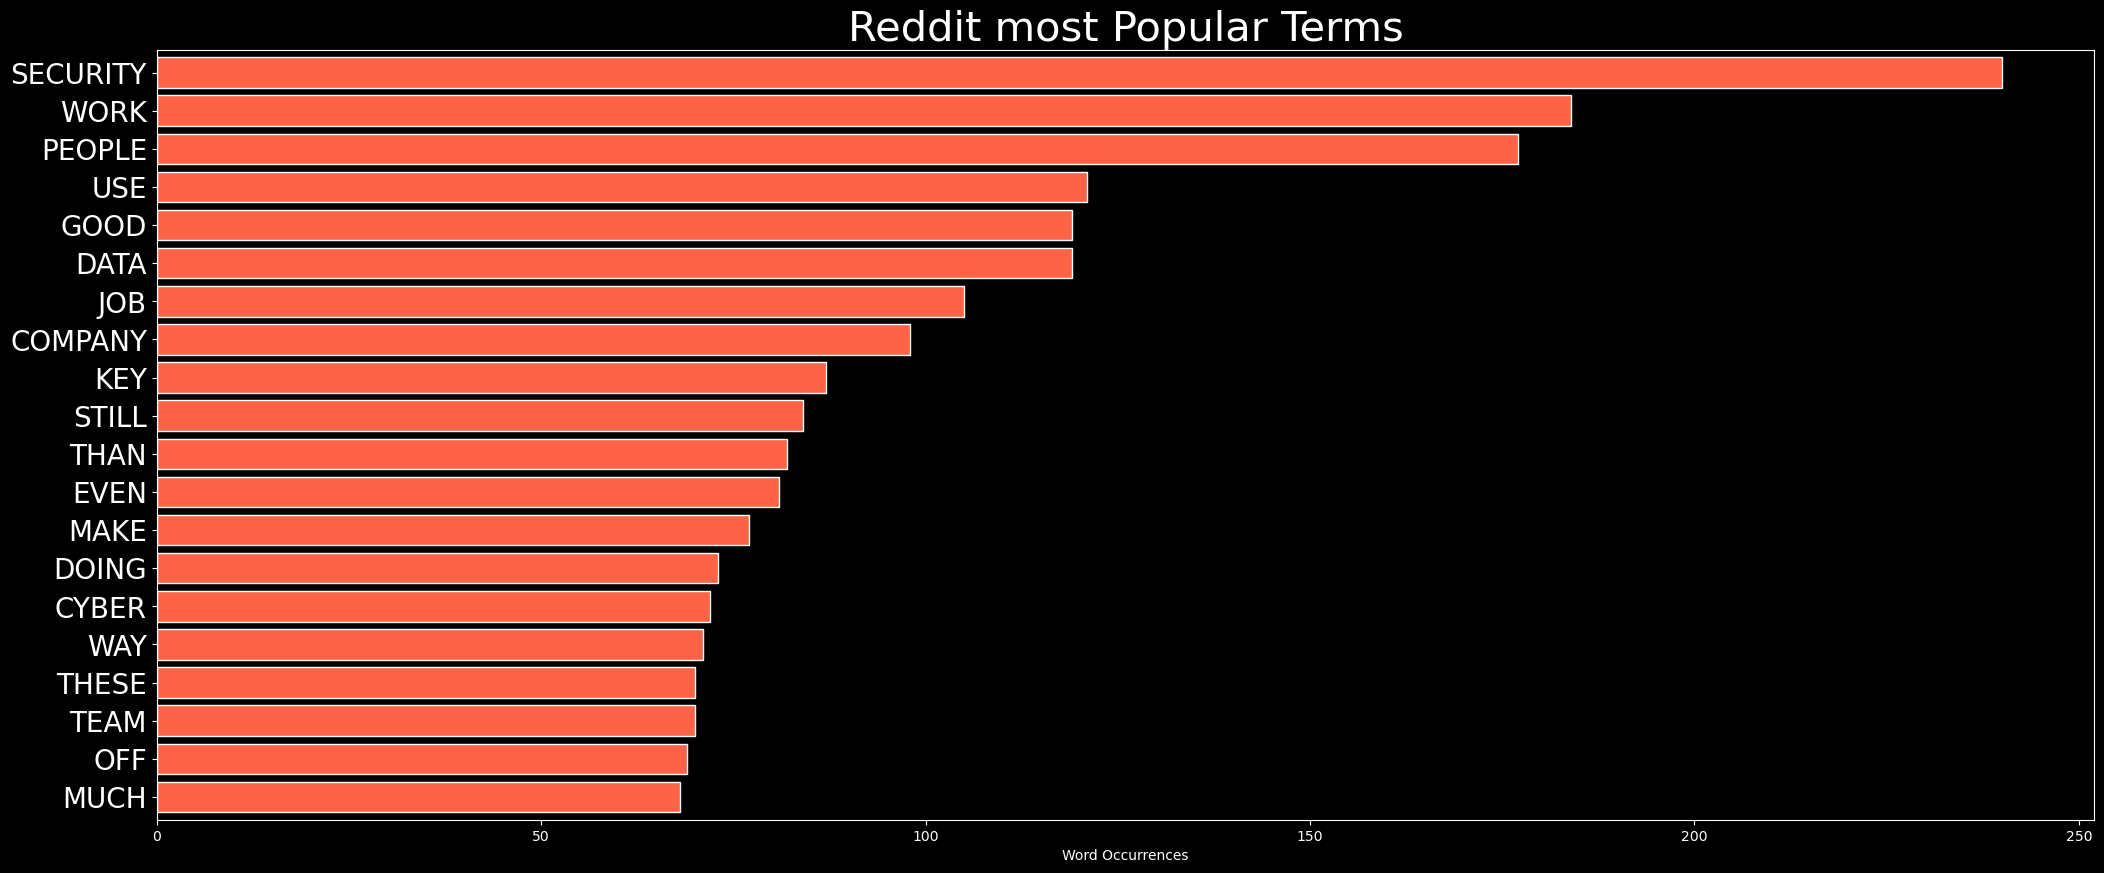 Reddit most Popular Terms
SECURITY
WORK
PEOPLE
USE
GOOD
DATA
JOB
COMPANY
KEY
STILL
THAN
EVEN
MAKE
DOING
CYBER
WAY
THESE
TEAM
OFF
MUCH
0 50 100 150 200 250
Word Occurrences